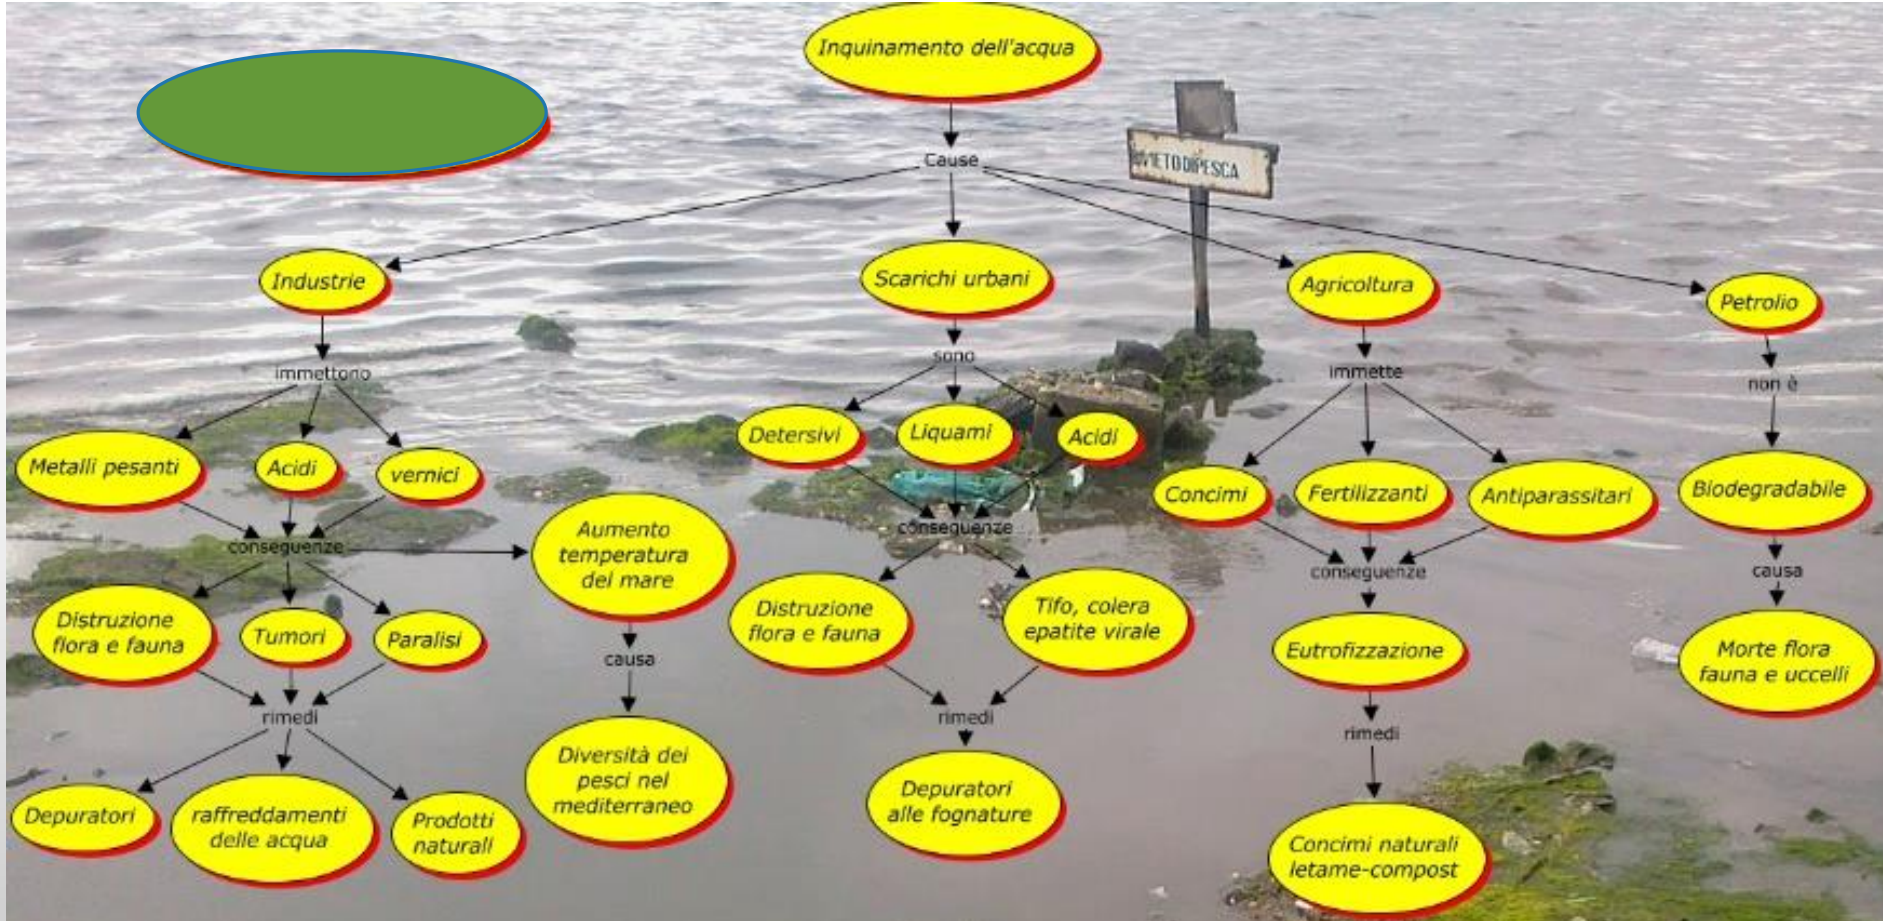 Inquinamento dell'acqua
Cause
DIVIETO DI PESCA
Industrie
Scarichi urbani
Agricoltura
Petrolio
immettono
sono
immette
non è
Metalli pesanti
Acidi
vernici
Detersivi
Liquami
Acidi
Concimi
Fertilizzanti
Antiparassitari
Biodegradabile
conseguenze
Aumento
temperatura
del mare
conseguenze
conseguenze
causa
Distruzione
flora e fauna
Tumori
Paralisi
causa
Distruzione
flora e fauna
Tifo, colera
epatite virale
Eutrofizzazione
Morte flora
fauna e uccelli
rimedi
rimedi
rimedi
Depuratori
raffreddamenti
delle acqua
Prodotti
naturali
Diversità dei
pesci nel
mediterraneo
Depuratori
alle fognature
Concimi naturali
letame-compost